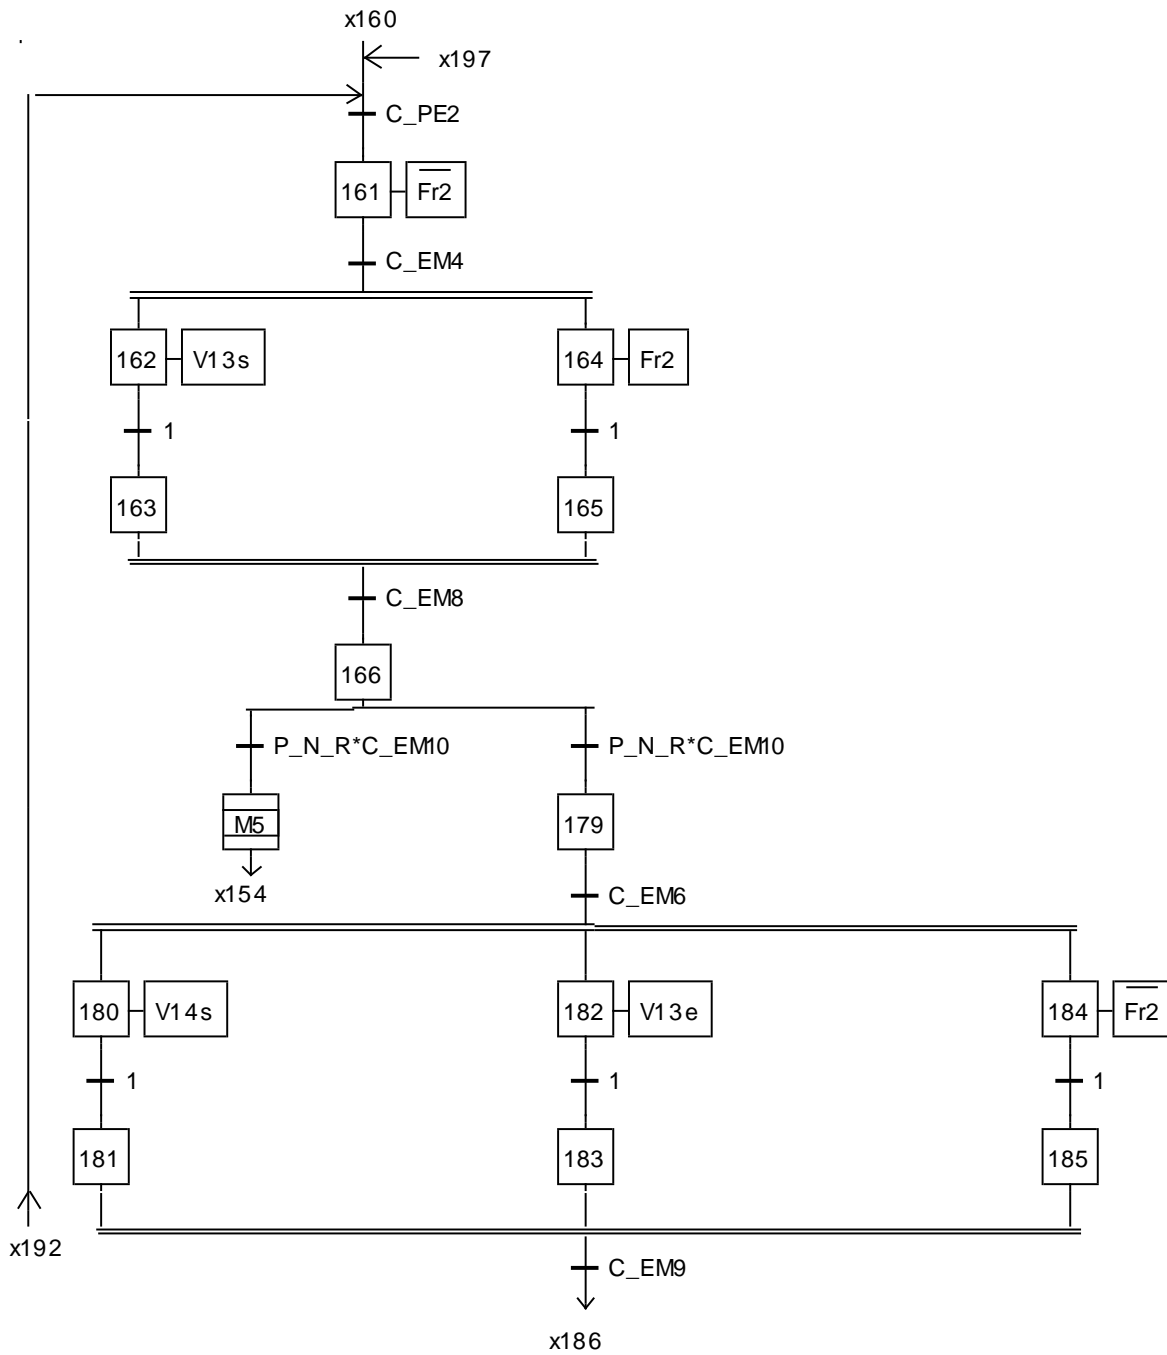 x160
x197
C_PE2
161 Fr2
C_EM4
162 V13s 164 Fr2
1 1
163 165
C_EM8
166
P_N_R*C_EM10 P_N_R*C_EM10
M5 179
x154
C_EM6
180 V14s 182 V13e 184 Fr2
1 1 1
181 183 185
x192
C_EM9
x186